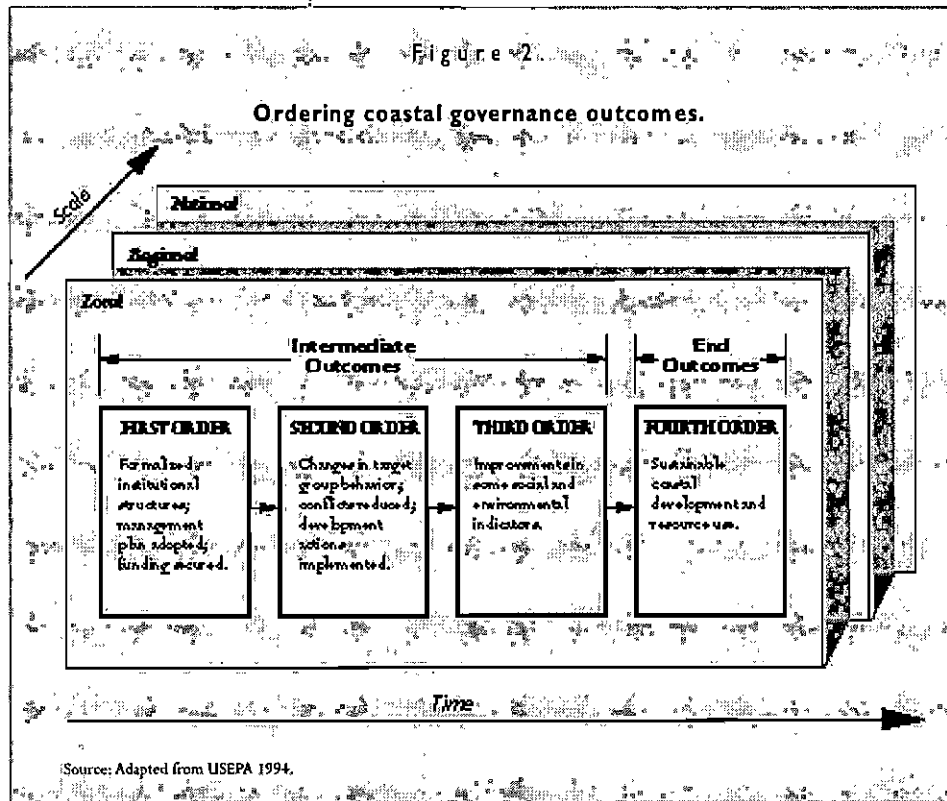 Figure 2.
Ordering coastal governance outcomes.
Scale
National
Regional
Zonal
Intermediate
Outcomes
End
Outcomes
FIRST ORDER
Formalized
institutional
structures;
management
plan adopted;
funding secured.
SECOND ORDER
Changes in target
group behavior;
conflicts reduced;
development
actions
implemented.
THIRD ORDER
Improvements in
some social and
environmental
indicators.
FOURTH ORDER
Sustainable
coastal
development and
resource use.
Time
Source: Adapted from USEPA 1994.